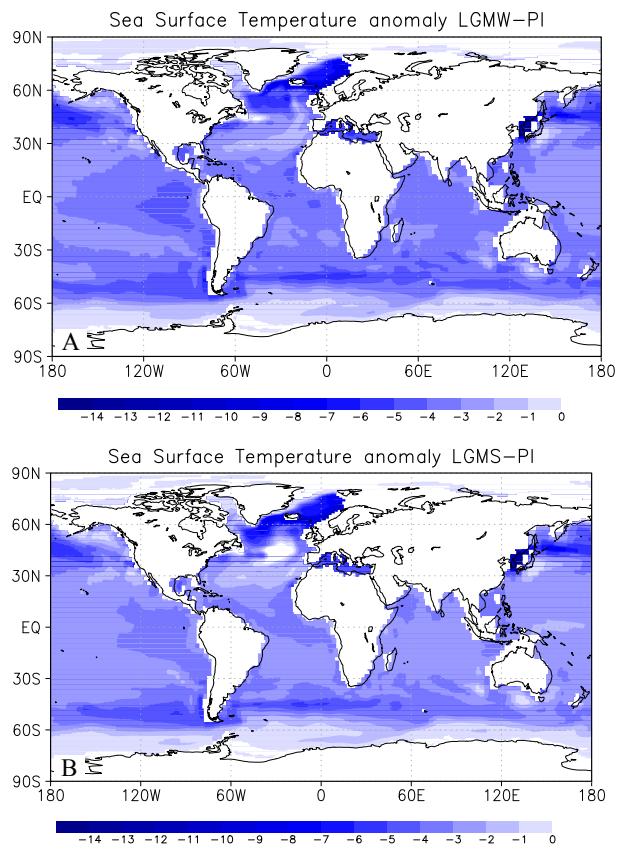 Sea Surface Temperature anomaly LGMW-PI
90N
60N
30N
EQ
30S
60S
90S
A
180 120W 60W 0 60E 120E 180
-14 -13 -12 -11 -10 -9 -8 -7 -6 -5 -4 -3 -2 -1 0
Sea Surface Temperature anomaly LGMS-PI
90N
60N
30N
EQ
30S
60S
90S
B
180 120W 60W 0 60E 120E 180
-14 -13 -12 -11 -10 -9 -8 -7 -6 -5 -4 -3 -2 -1 0